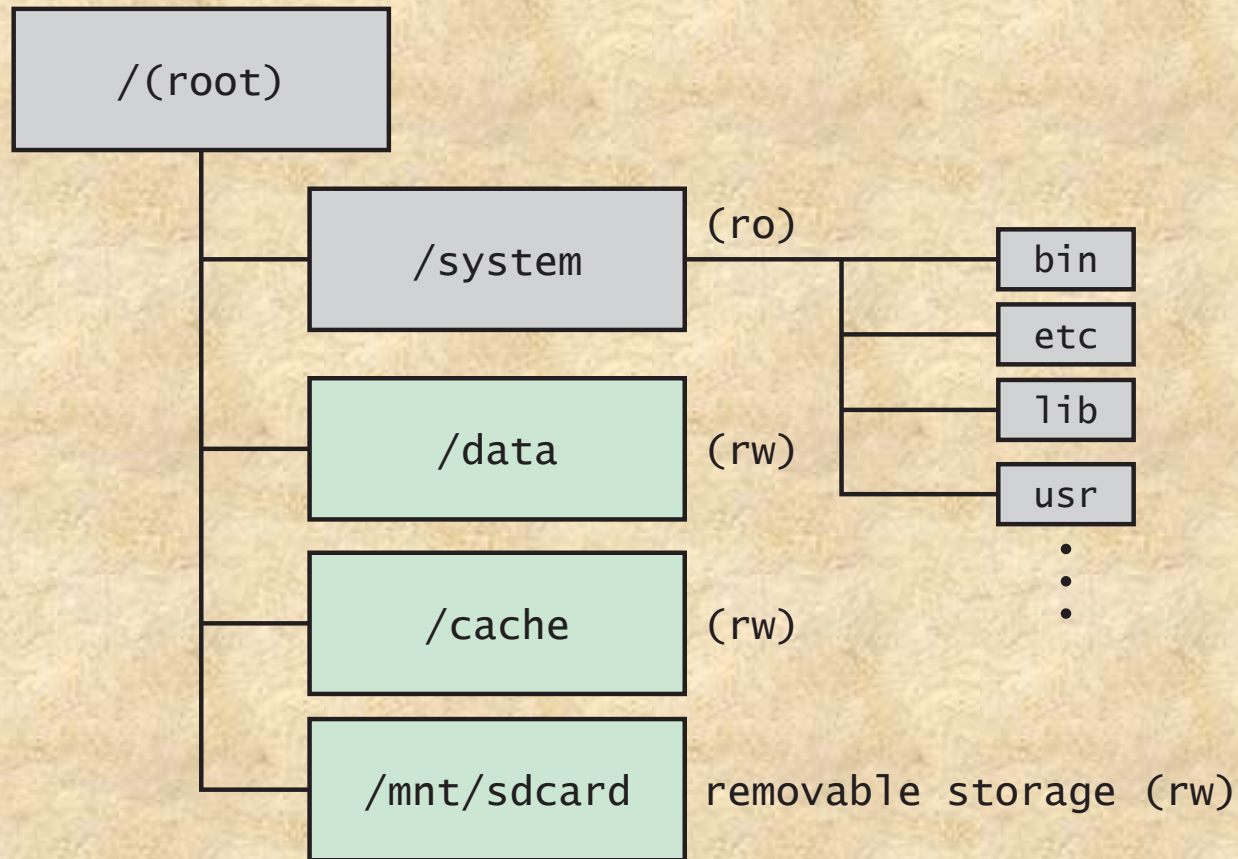 /(root)
/system
(ro)
bin
etc
lib
usr
/data
(rw)
/cache
(rw)
/mnt/sdcard
removable storage (rw)